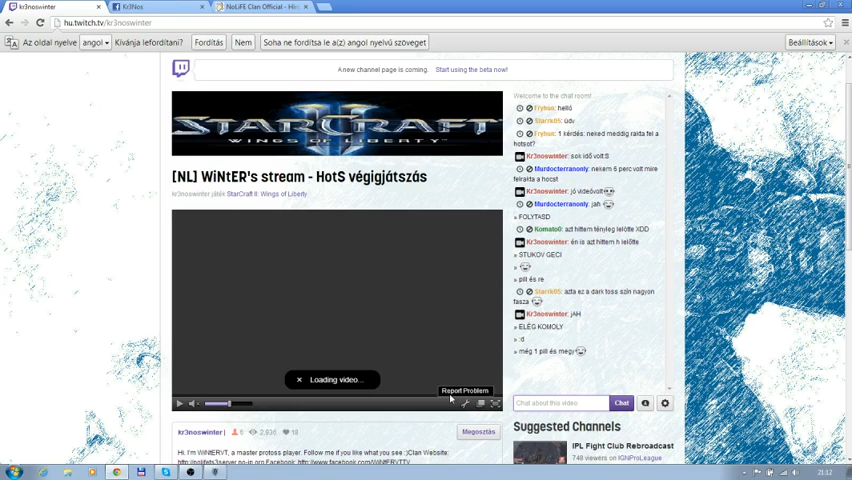 kr3noswinter
Kr3Nos
NoLiFE Clan Official - Hiv
hu.twitch.tv/kr3noswinter
Az oldal nyelve angol Kívánja lefordítani? Fordítás Nem Soha ne fordítsa le a(z) angol nyelvű szöveget Beállítások
A new channel page is coming. Start using the beta now!
STARCRAFT II
WINGS OF LIBERTY
[NL] WiNtER's stream - HotS végigjátszás
kr3noswinter játék StarCraft II: Wings of Liberty
Loading video...
Report Problem
kr3noswinter 2,936 18 Megosztás
Hi, I'm WiNtERVT, a master protoss player. Follow me if you like what you see :)Clan Website:
Welcome to the chat room!
Fryhun: helló
Starrk05: üdv
Fryhun: 1 kérdés: neked meddig rakta fel a
hotsot?
Kr3noswinter: sok idő volt:S
Murdocterranonly: nekem 6 perc volt mire
felrakta a hocst
Kr3noswinter: jó videóvolt
Murdocterranonly: jah
» FOLYTASD
Komato0: azt hittem tényleg lelötte XDD
Kr3noswinter: én is azt hittem h lelőtte
» STUKOV GECI
»
» pill és re
Starrk05: azta ez a dark toss szín nagyon
fasza
Kr3noswinter: jAH
» ELÉG KOMOLY
» :d
» még 1 pill és megy
Chat about this video Chat
Suggested Channels
IPL Fight Club Rebroadcast
748 viewers on IGNProLeague
21:12